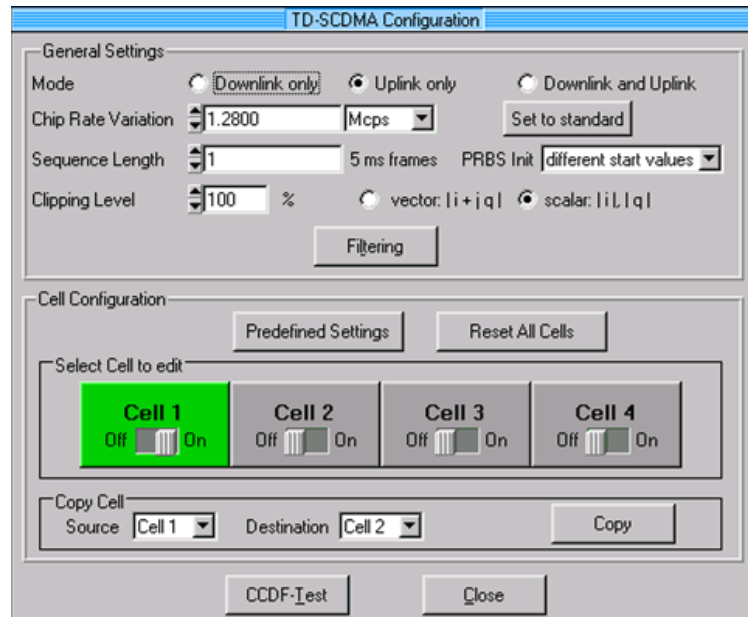 TD-SCDMA Configuration
General Settings
Mode Downlink only Uplink only Downlink and Uplink
Chip Rate Variation 1.2800 Mcps Set to standard
Sequence Length 1 5 ms frames PRBS Init different start values
Clipping Level 100 % vector: | i + j q | scalar: | i |, | q |
Filtering
Cell Configuration
Predefined Settings Reset All Cells
Select Cell to edit
Cell 1 Cell 2 Cell 3 Cell 4
Off On Off On Off On Off On
Copy Cell
Source Cell 1 Destination Cell 2 Copy
CCDF-Test Close